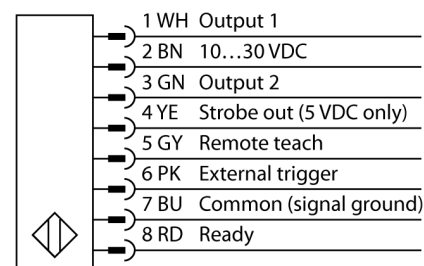 1 WH Output 1
2 BN 10…30 VDC
3 GN Output 2
4 YE Strobe out (5 VDC only)
5 GY Remote teach
6 PK External trigger
7 BU Common (signal ground)
8 RD Ready